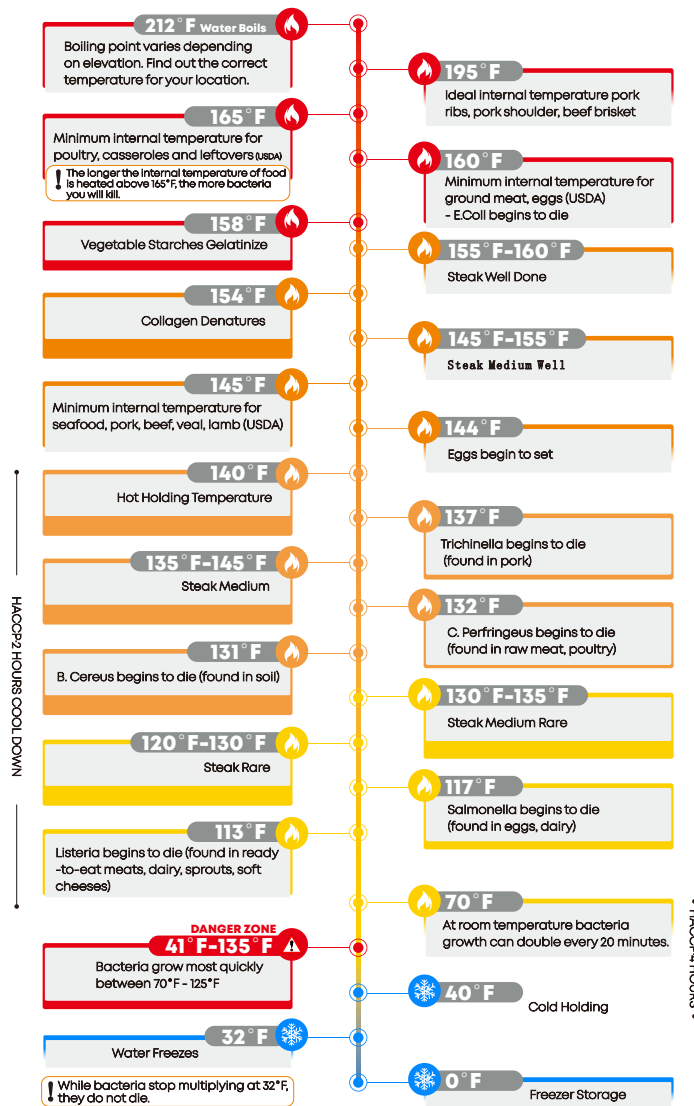 212°F Water Boils
Boiling point varies depending
on elevation. Find out the correct
temperature for your location.
195°F
Ideal internal temperature pork
ribs, pork shoulder, beef brisket
165°F
Minimum internal temperature for
poultry, casseroles and leftovers (USDA)
! The longer the internal temperature of food
is heated above 165°F, the more bacteria
you will kill.
160°F
Minimum internal temperature for
ground meat, eggs (USDA)
- E.Coll begins to die
158°F
Vegetable Starches Gelatinize
155°F-160°F
Steak Well Done
154°F
Collagen Denatures
145°F-155°F
Steak Medium Well
145°F
Minimum internal temperature for
seafood, pork, beef, veal, lamb (USDA)
144°F
Eggs begin to set
140°F
Hot Holding Temperature
137°F
Trichinella begins to die
(found in pork)
135°F-145°F
Steak Medium
132°F
C. Perfringeus begins to die
(found in raw meat, poultry)
131°F
B. Cereus begins to die (found in soil)
130°F-135°F
Steak Medium Rare
120°F-130°F
Steak Rare
117°F
Salmonella begins to die
(found in eggs, dairy)
113°F
Listeria begins to die (found in ready
-to-eat meats, dairy, sprouts, soft
cheeses)
HACCP-2 HOURS COOL DOWN
70°F
At room temperature bacteria
growth can double every 20 minutes.
DANGER ZONE
41°F-135°F
Bacteria grow most quickly
between 70°F - 125°F
40°F
Cold Holding
32°F
Water Freezes
! While bacteria stop multiplying at 32°F,
they do not die.
0°F
Freezer Storage